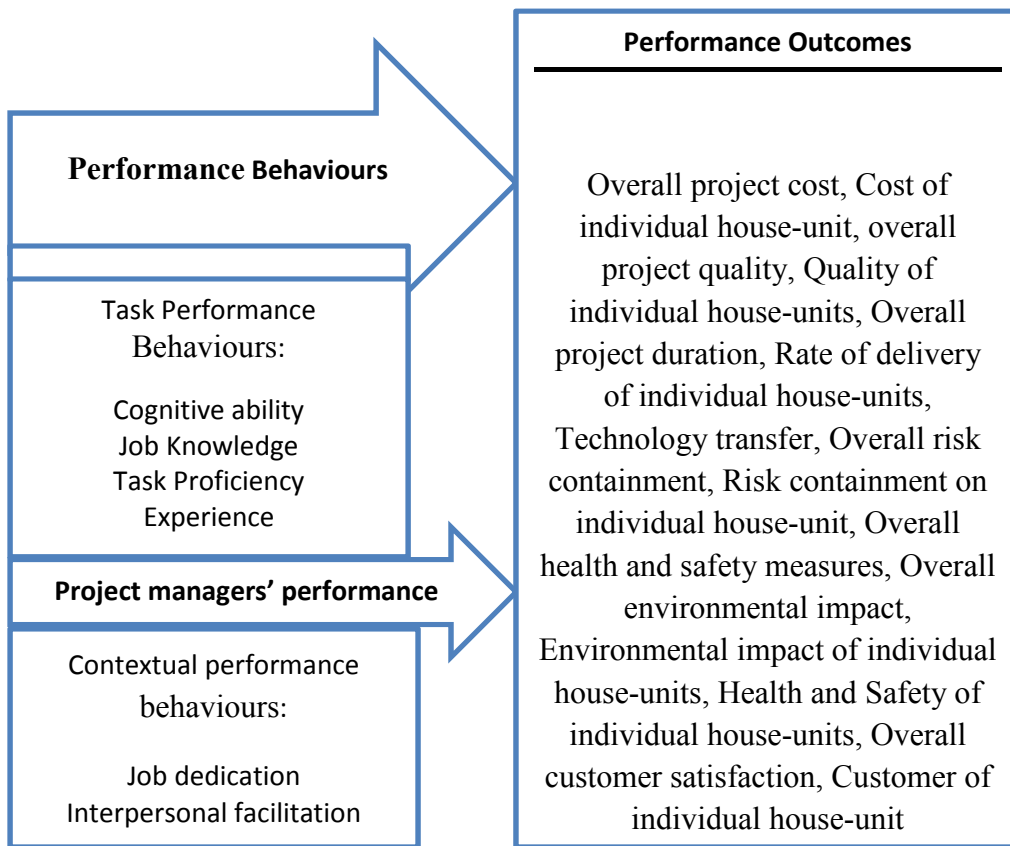 Performance Behaviours
Task Performance
Behaviours:
Cognitive ability
Job Knowledge
Task Proficiency
Experience
Project managers’ performance
Contextual performance
behaviours:
Job dedication
Interpersonal facilitation
Performance Outcomes
Overall project cost, Cost of
individual house-unit, overall
project quality, Quality of
individual house-units, Overall
project duration, Rate of delivery
of individual house-units,
Technology transfer, Overall risk
containment, Risk containment on
individual house-unit, Overall
health and safety measures, Overall
environmental impact,
Environmental impact of individual
house-units, Health and Safety of
individual house-units, Overall
customer satisfaction, Customer of
individual house-unit